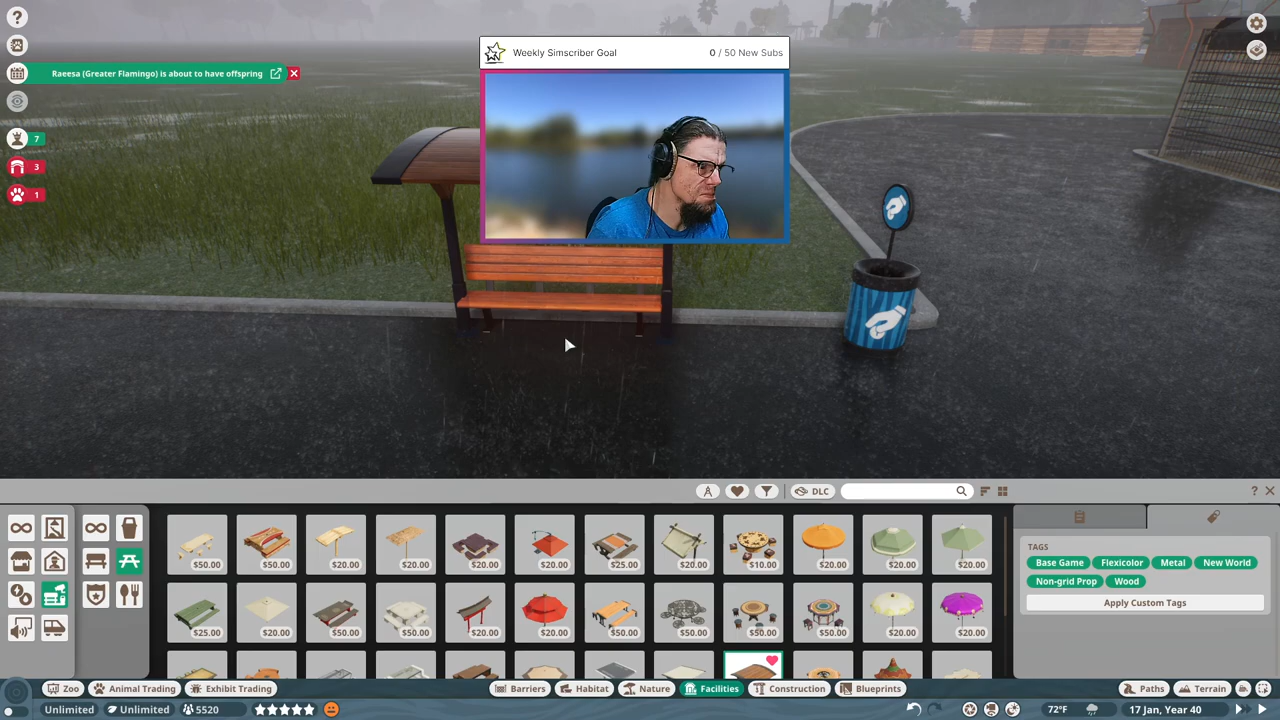 ?
Weekly Simscriber Goal 0 / 50 New Subs
Raeesa (Greater Flamingo) is about to have offspring
7
3
1
DLC
?
$50.00 $50.00 $20.00 $20.00 $20.00 $20.00 $25.00 $20.00 $10.00 $20.00 $20.00 $20.00
TAGS
Base Game Flexicolor Metal New World
Non-grid Prop Wood
Apply Custom Tags
$25.00 $20.00 $50.00 $50.00 $20.00 $20.00 $50.00 $50.00 $50.00 $50.00 $20.00 $20.00
Zoo Animal Trading Exhibit Trading Barriers Habitat Nature Facilities Construction Blueprints Paths Terrain
Unlimited Unlimited 5520 72°F 17 Jan, Year 40